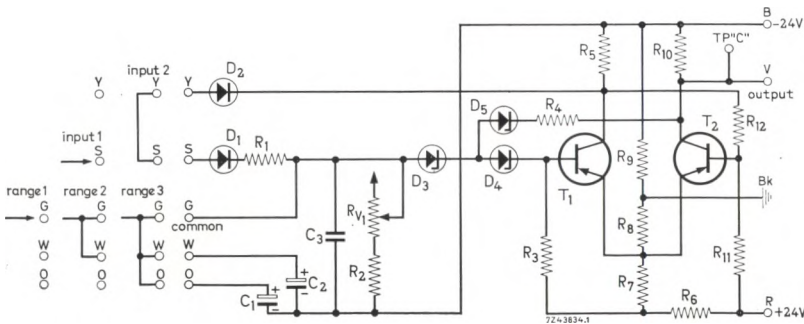 B
-24V
TP"C"
R5
R10
V
output
input 2
Y
Y
Y
D2
D5
R4
T2
R12
input 1
S
S
S
D1
R1
D3
D4
T1
R9
Bk
range 1
range 2
range 3
G
G
G
G
common
RV1
R8
C3
W
W
W
W
R2
R3
R7
R11
O
O
O
O
C2
C1
R6
R
+24V
7Z43834.1